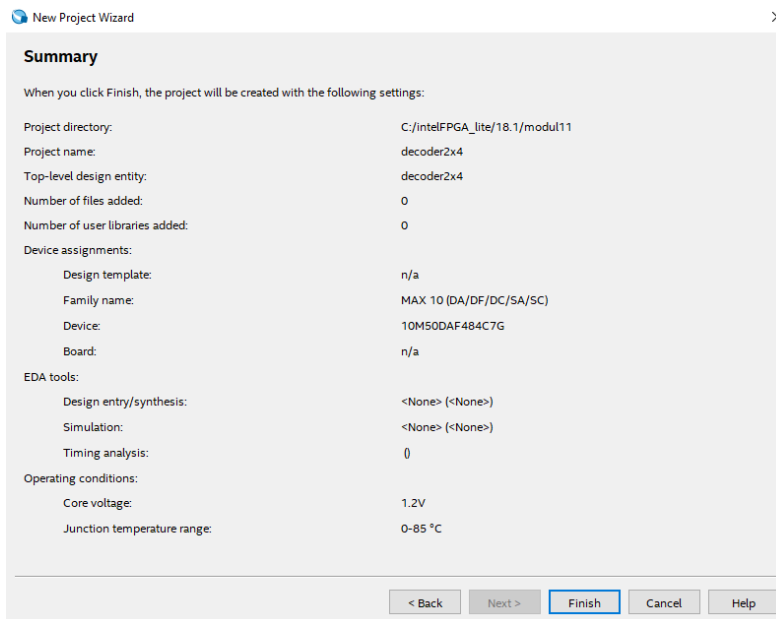 New Project Wizard
Summary
When you click Finish, the project will be created with the following settings:
Project directory: C:/intelFPGA_lite/18.1/modul11
Project name: decoder2x4
Top-level design entity: decoder2x4
Number of files added: 0
Number of user libraries added: 0
Device assignments:
Design template: n/a
Family name: MAX 10 (DA/DF/DC/SA/SC)
Device: 10M50DAF484C7G
Board: n/a
EDA tools:
Design entry/synthesis: <None> (<None>)
Simulation: <None> (<None>)
Timing analysis: ()
Operating conditions:
Core voltage: 1.2V
Junction temperature range: 0-85 °C
< Back Next > Finish Cancel Help